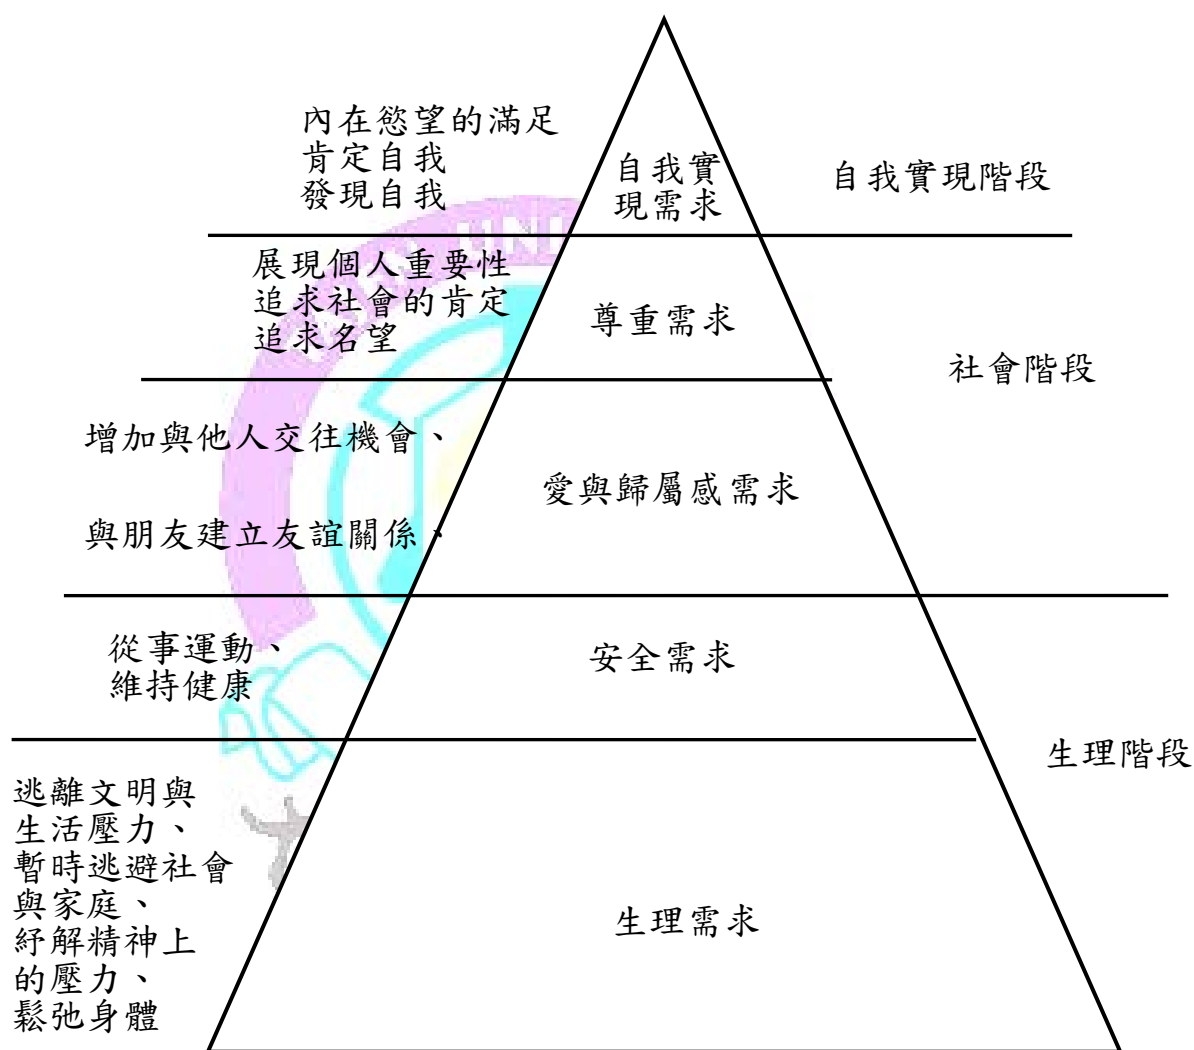 內在慾望的滿足
肯定自我
發現自我
自我實
現需求
自我實現階段
展現個人重要性
追求社會的肯定
追求名望
尊重需求
社會階段
增加與他人交往機會、
與朋友建立友誼關係、
愛與歸屬感需求
從事運動、
維持健康
安全需求
生理階段
逃離文明與
生活壓力、
暫時逃避社會
與家庭、
紓解精神上
的壓力、
鬆弛身體
生理需求